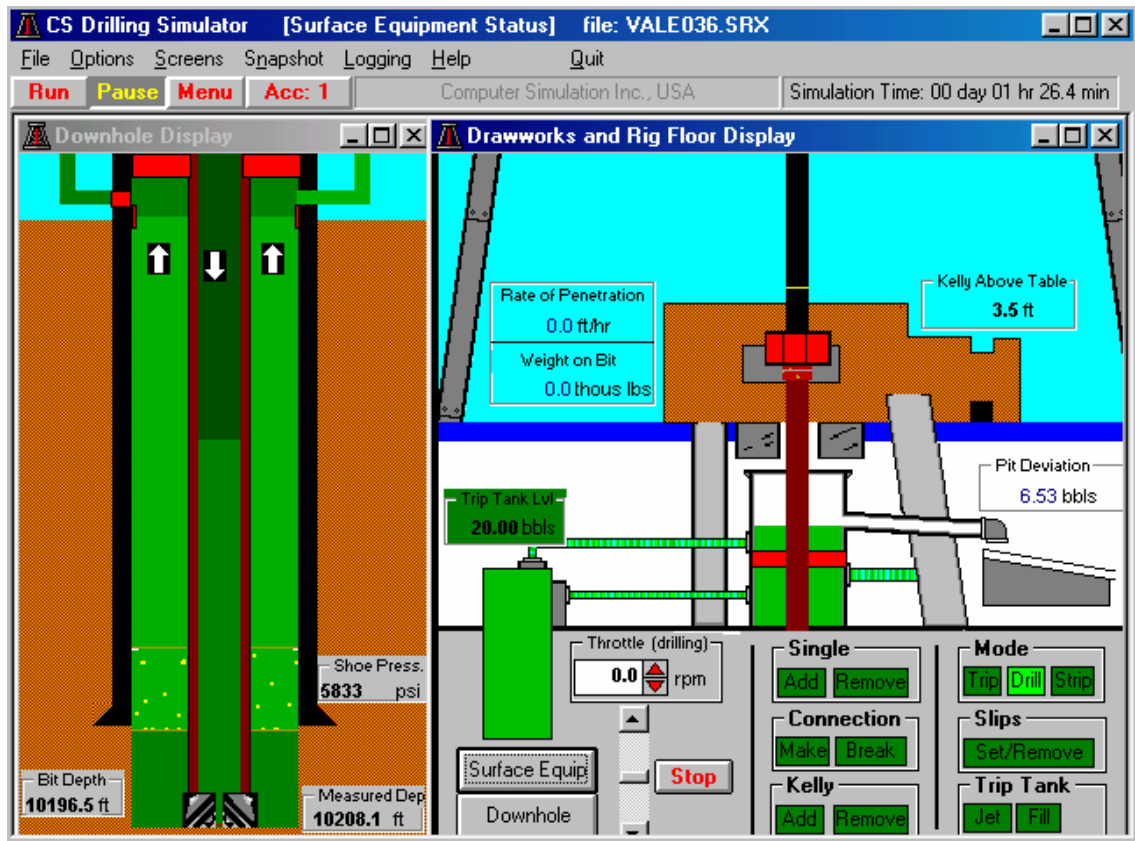 CS Drilling Simulator [Surface Equipment Status] file: VALE036.SRX
File Options Screens Snapshot Logging Help Quit
Run Pause Menu Acc: 1 Computer Simulation Inc., USA Simulation Time: 00 day 01 hr 26.4 min
Downhole Display
Shoe Press.
5833 psi
Bit Depth
10196.5 ft
Measured Dep
10208.1 ft
Drawworks and Rig Floor Display
Rate of Penetration
0.0 ft/hr
Weight on Bit
0.0 thous lbs
Kelly Above Table
3.5 ft
Pit Deviation
6.53 bbls
Trip Tank Lvl
20.00 bbls
Throttle (drilling)
0.0 rpm
Surface Equip
Downhole
Stop
Single
Add Remove
Connection
Make Break
Kelly
Add Remove
Mode
Trip Drill Strip
Slips
Set/Remove
Trip Tank
Jet Fill